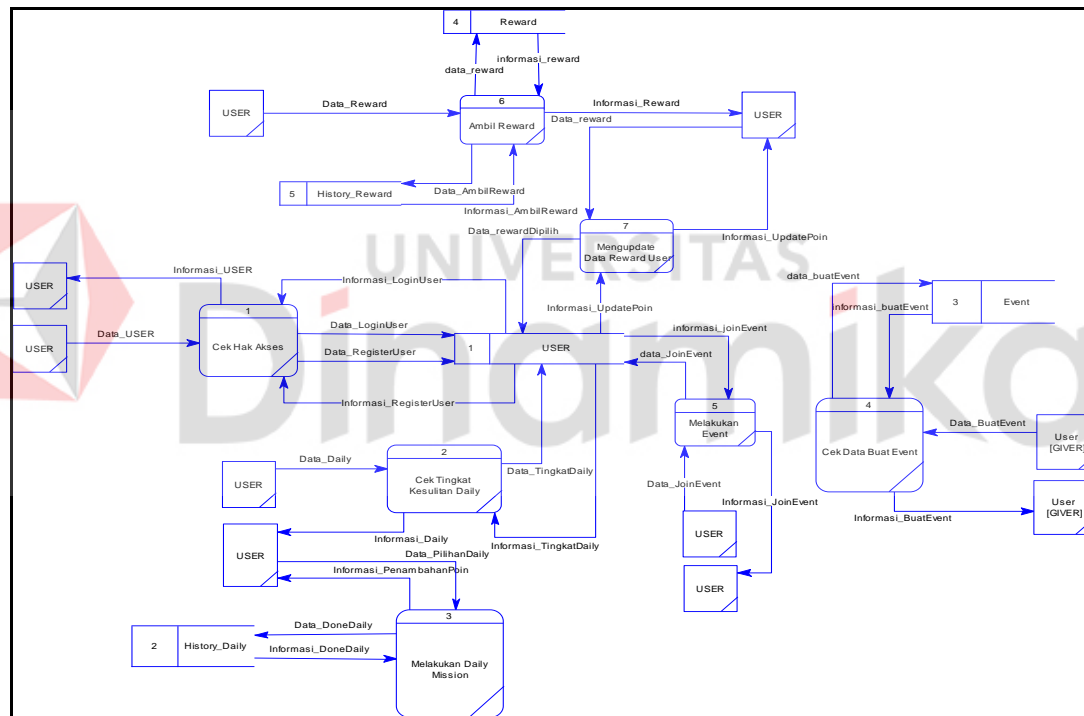 4 Reward
data_reward
informasi_reward
USER
Data_Reward
6
Ambil Reward
Informasi_Reward
Data_reward
USER
5 History_Reward
Data_AmbilReward
Informasi_AmbilReward
Data_rewardDipilih
7
Mengupdate
Data Reward User
Informasi_UpdatePoin
UNIVERSITAS
Dinamika
USER
Informasi_USER
USER
Data_USER
1
Cek Hak Akses
Informasi_LoginUser
Data_LoginUser
Data_RegisterUser
Informasi_RegisterUser
1 USER
Informasi_UpdatePoin
informasi_joinEvent
data_JoinEvent
data_buatEvent
informasi_buatEvent
3 Event
4
Cek Data Buat Event
Data_BuatEvent
User
[GIVER]
Informasi_BuatEvent
User
[GIVER]
5
Melakukan
Event
Data_JoinEvent
Informasi_JoinEvent
USER
USER
USER
Data_Daily
2
Cek Tingkat
Kesulitan Daily
Data_TingkatDaily
Informasi_TingkatDaily
Informasi_Daily
USER
Data_PilihanDaily
Informasi_PenambahanPoin
2 History_Daily
Data_DoneDaily
Informasi_DoneDaily
3
Melakukan Daily
Mission